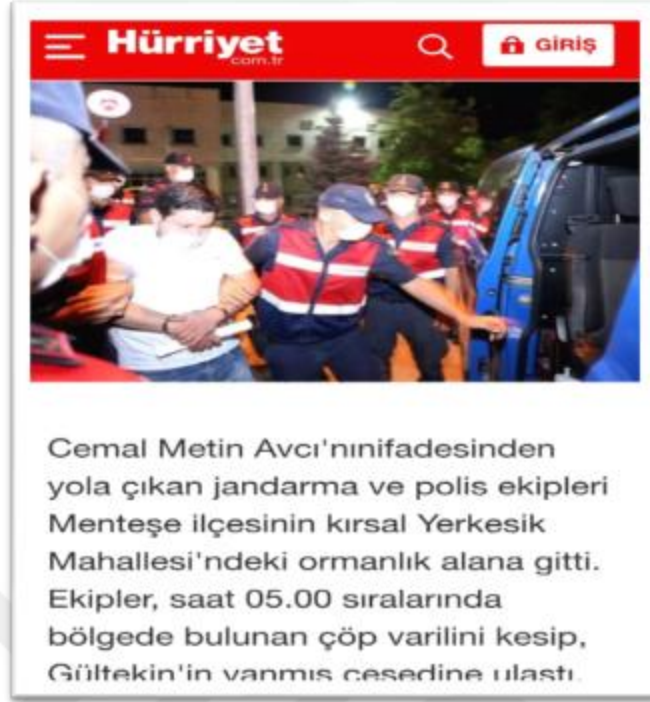 Hürriyet
com.tr
GİRİŞ
Cemal Metin Avcı'nınifadesinden
yola çıkan jandarma ve polis ekipleri
Menteşe ilçesinin kırsal Yerkesik
Mahallesi'ndeki ormanlık alana gitti.
Ekipler, saat 05.00 sıralarında
bölgede bulunan çöp varilini kesip,
Gültekin'in yanmış cesedine ulaştı.